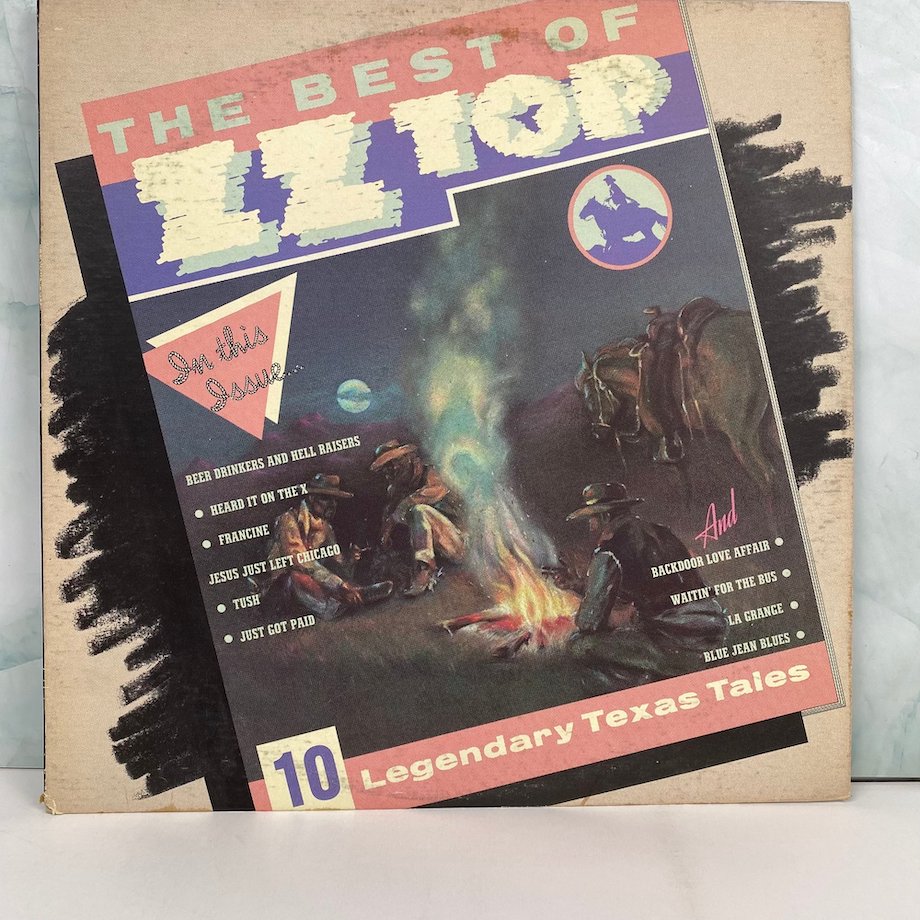 THE BEST OF
ZZ TOP
In this
Issue...
BEER DRINKERS AND HELL RAISERS
• HEARD IT ON THE X
• FRANCINE
JESUS JUST LEFT CHICAGO
• TUSH
• JUST GOT PAID
And
BACKDOOR LOVE AFFAIR •
WAITIN' FOR THE BUS •
LA GRANGE •
BLUE JEAN BLUES •
10 Legendary Texas Tales